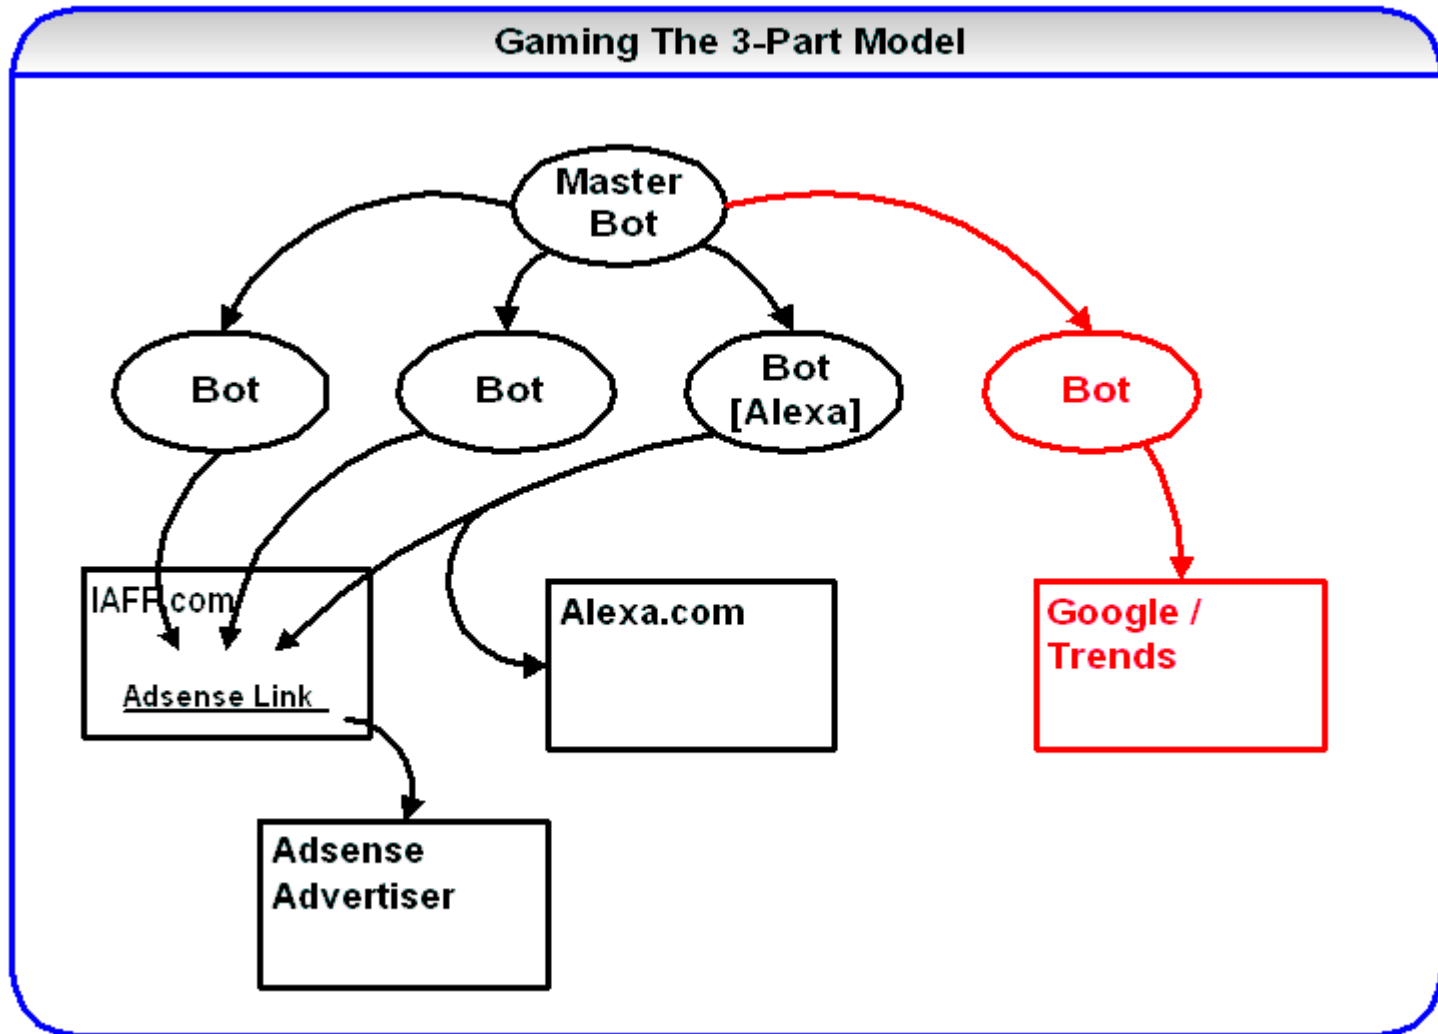 Gaming The 3-Part Model
Master
Bot
Bot
Bot
Bot
[Alexa]
Bot
IAFF.com
Adsense Link
Alexa.com
Google /
Trends
Adsense
Advertiser